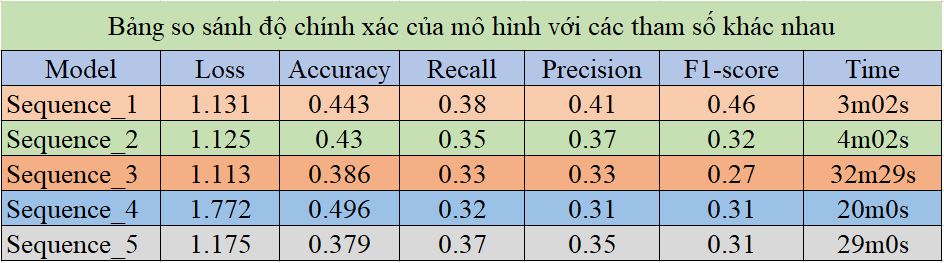 Bảng so sánh độ chính xác của mô hình với các tham số khác nhau
Model Loss Accuracy Recall Precision F1-score Time
Sequence_1 1.131 0.443 0.38 0.41 0.46 3m02s
Sequence_2 1.125 0.43 0.35 0.37 0.32 4m02s
Sequence_3 1.113 0.386 0.33 0.33 0.27 32m29s
Sequence_4 1.772 0.496 0.32 0.31 0.31 20m0s
Sequence_5 1.175 0.379 0.37 0.35 0.31 29m0s